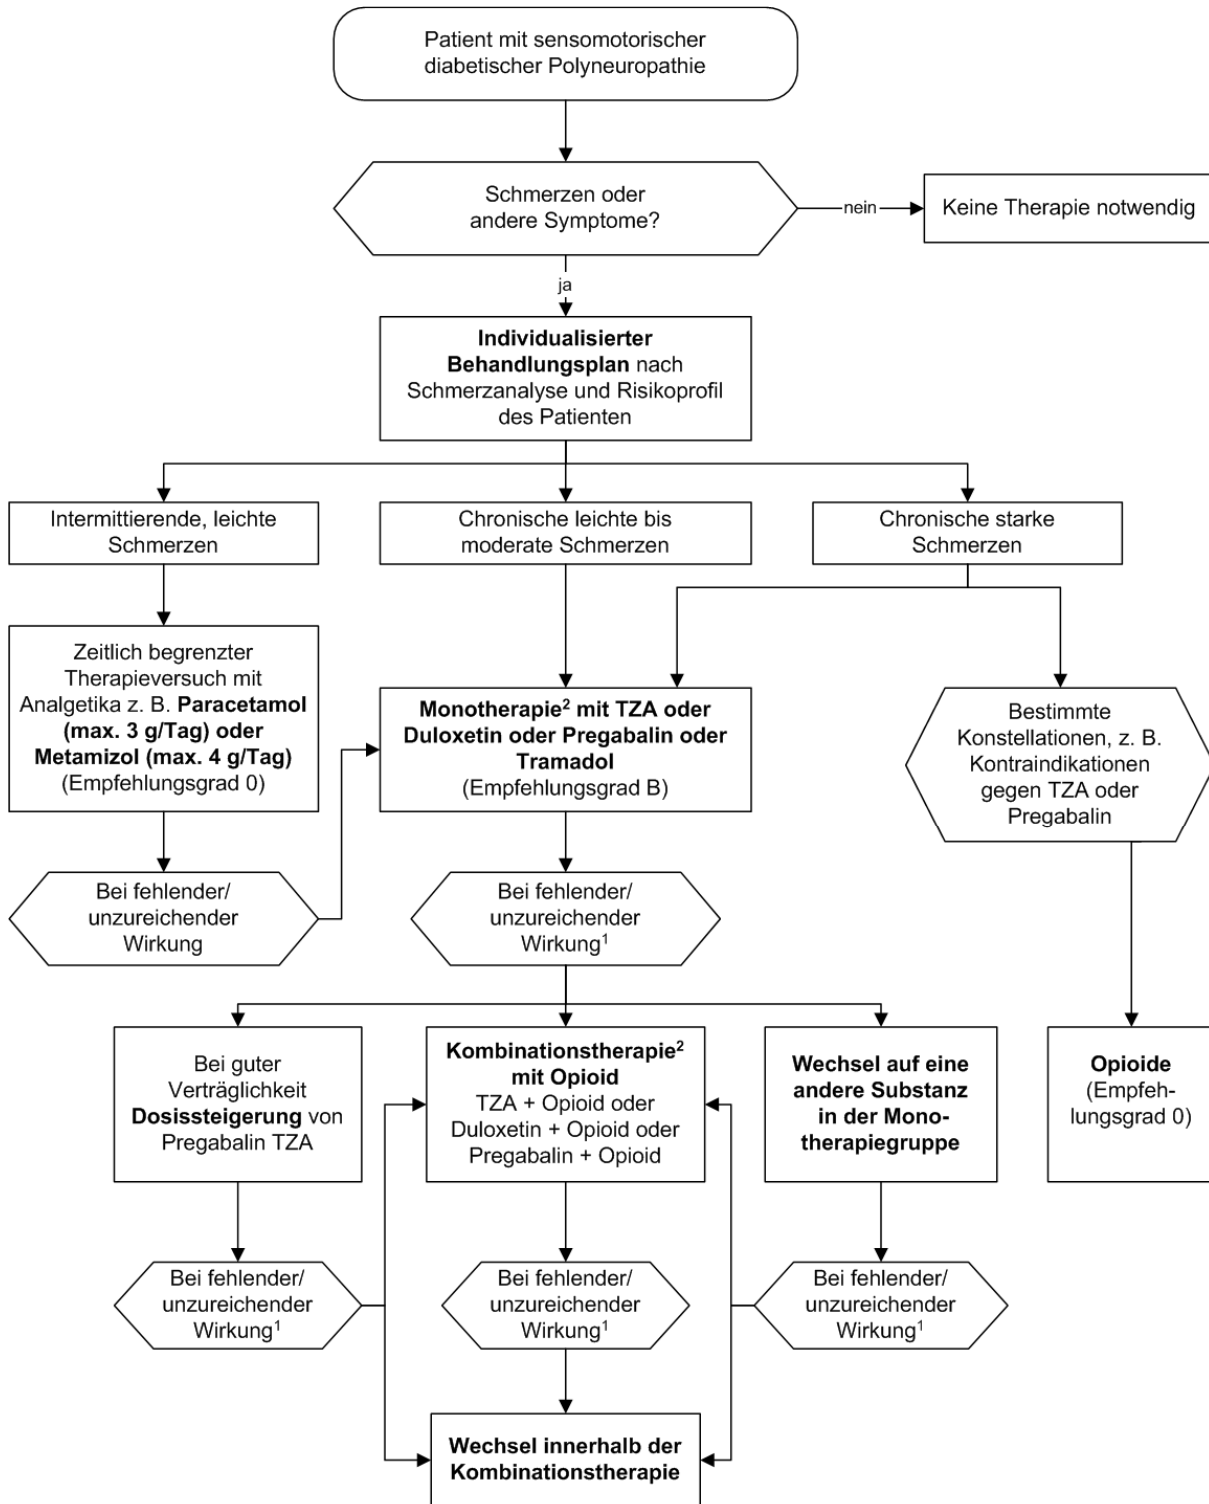 Patient mit sensomotorischer
diabetischer Polyneuropathie
Schmerzen oder
andere Symptome?
nein
Keine Therapie notwendig
ja
Individualisierter
Behandlungsplan nach
Schmerzanalyse und Risikoprofil
des Patienten
Intermittierende, leichte
Schmerzen
Chronische leichte bis
moderate Schmerzen
Chronische starke
Schmerzen
Zeitlich begrenzter
Therapieversuch mit
Analgetika z. B. Paracetamol
(max. 3 g/Tag) oder
Metamizol (max. 4 g/Tag)
(Empfehlungsgrad 0)
Monotherapie² mit TZA oder
Duloxetin oder Pregabalin oder
Tramadol
(Empfehlungsgrad B)
Bestimmte
Konstellationen, z. B.
Kontraindikationen
gegen TZA oder
Pregabalin
Bei fehlender/
unzureichender
Wirkung
Bei fehlender/
unzureichender
Wirkung¹
Bei guter
Verträglichkeit
Dosissteigerung von
Pregabalin TZA
Kombinationstherapie²
mit Opioid
TZA + Opioid oder
Duloxetin + Opioid oder
Pregabalin + Opioid
Wechsel auf eine
andere Substanz
in der Mono-
therapiegruppe
Opioide
(Empfeh-
lungsgrad 0)
Bei fehlender/
unzureichender
Wirkung¹
Bei fehlender/
unzureichender
Wirkung¹
Bei fehlender/
unzureichender
Wirkung¹
Wechsel innerhalb der
Kombinationstherapie